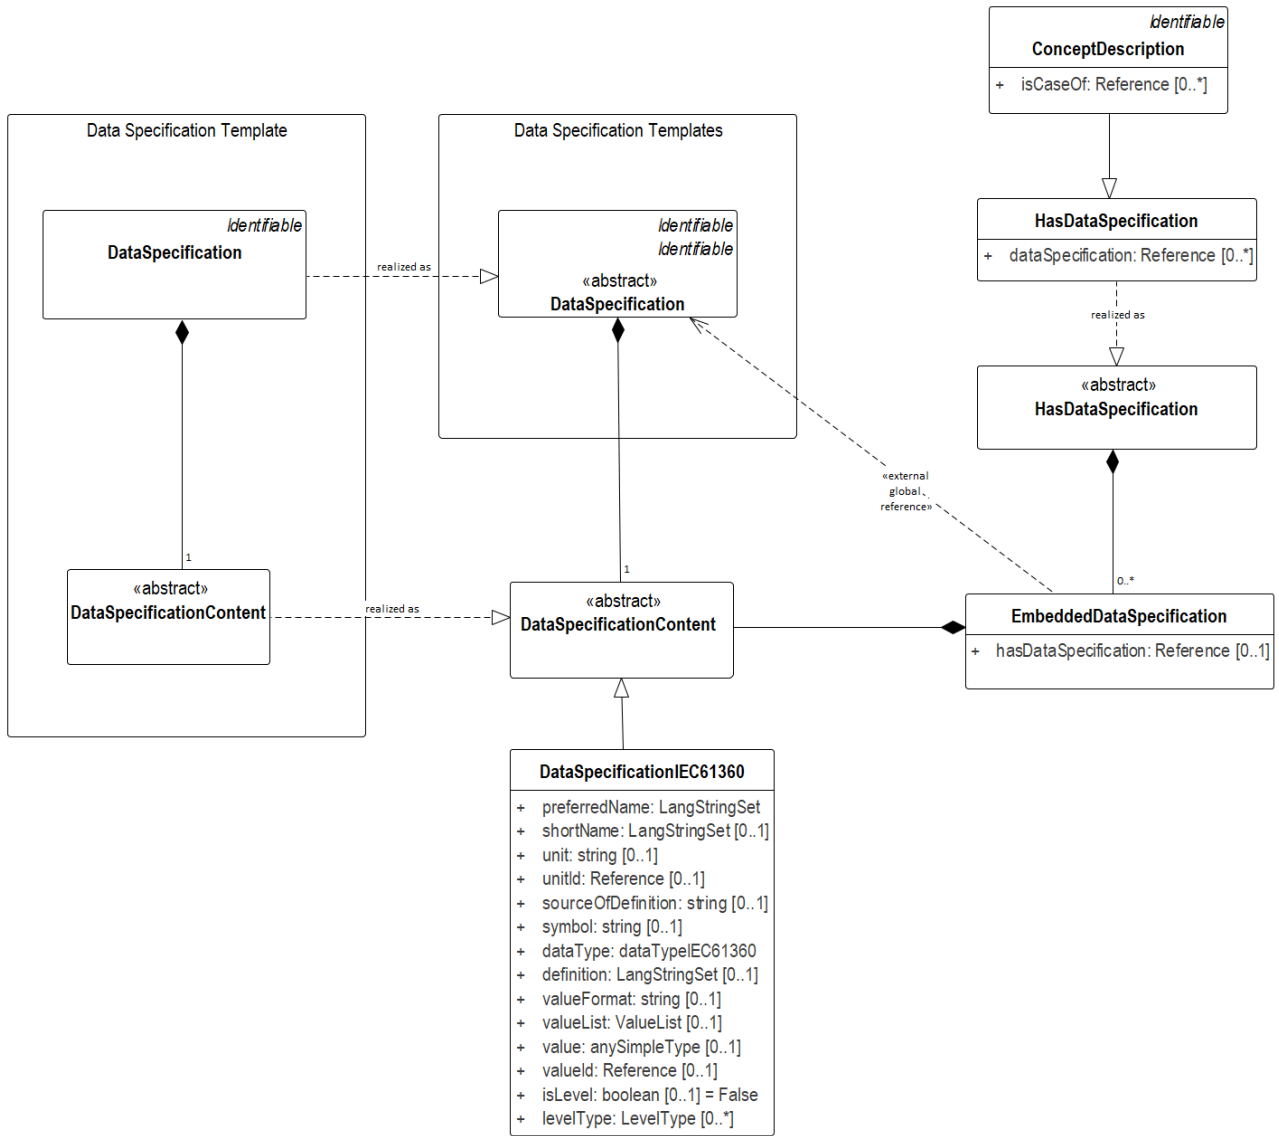 Identifiable
ConceptDescription
+ isCaseOf: Reference [0..*]
Data Specification Template
Data Specification Templates
Identifiable
DataSpecification
realized as
Identifiable
Identifiable
«abstract»
DataSpecification
HasDataSpecification
+ dataSpecification: Reference [0..*]
realized as
«abstract»
HasDataSpecification
«external
global
reference»
1
«abstract»
DataSpecificationContent
realized as
1
«abstract»
DataSpecificationContent
0..*
EmbeddedDataSpecification
+ hasDataSpecification: Reference [0..1]
DataSpecificationIEC61360
+ preferredName: LangStringSet
+ shortName: LangStringSet [0..1]
+ unit: string [0..1]
+ unitId: Reference [0..1]
+ sourceOfDefinition: string [0..1]
+ symbol: string [0..1]
+ dataType: dataTypeIEC61360
+ definition: LangStringSet [0..1]
+ valueFormat: string [0..1]
+ valueList: ValueList [0..1]
+ value: anySimpleType [0..1]
+ valueId: Reference [0..1]
+ isLevel: boolean [0..1] = False
+ levelType: LevelType [0..*]